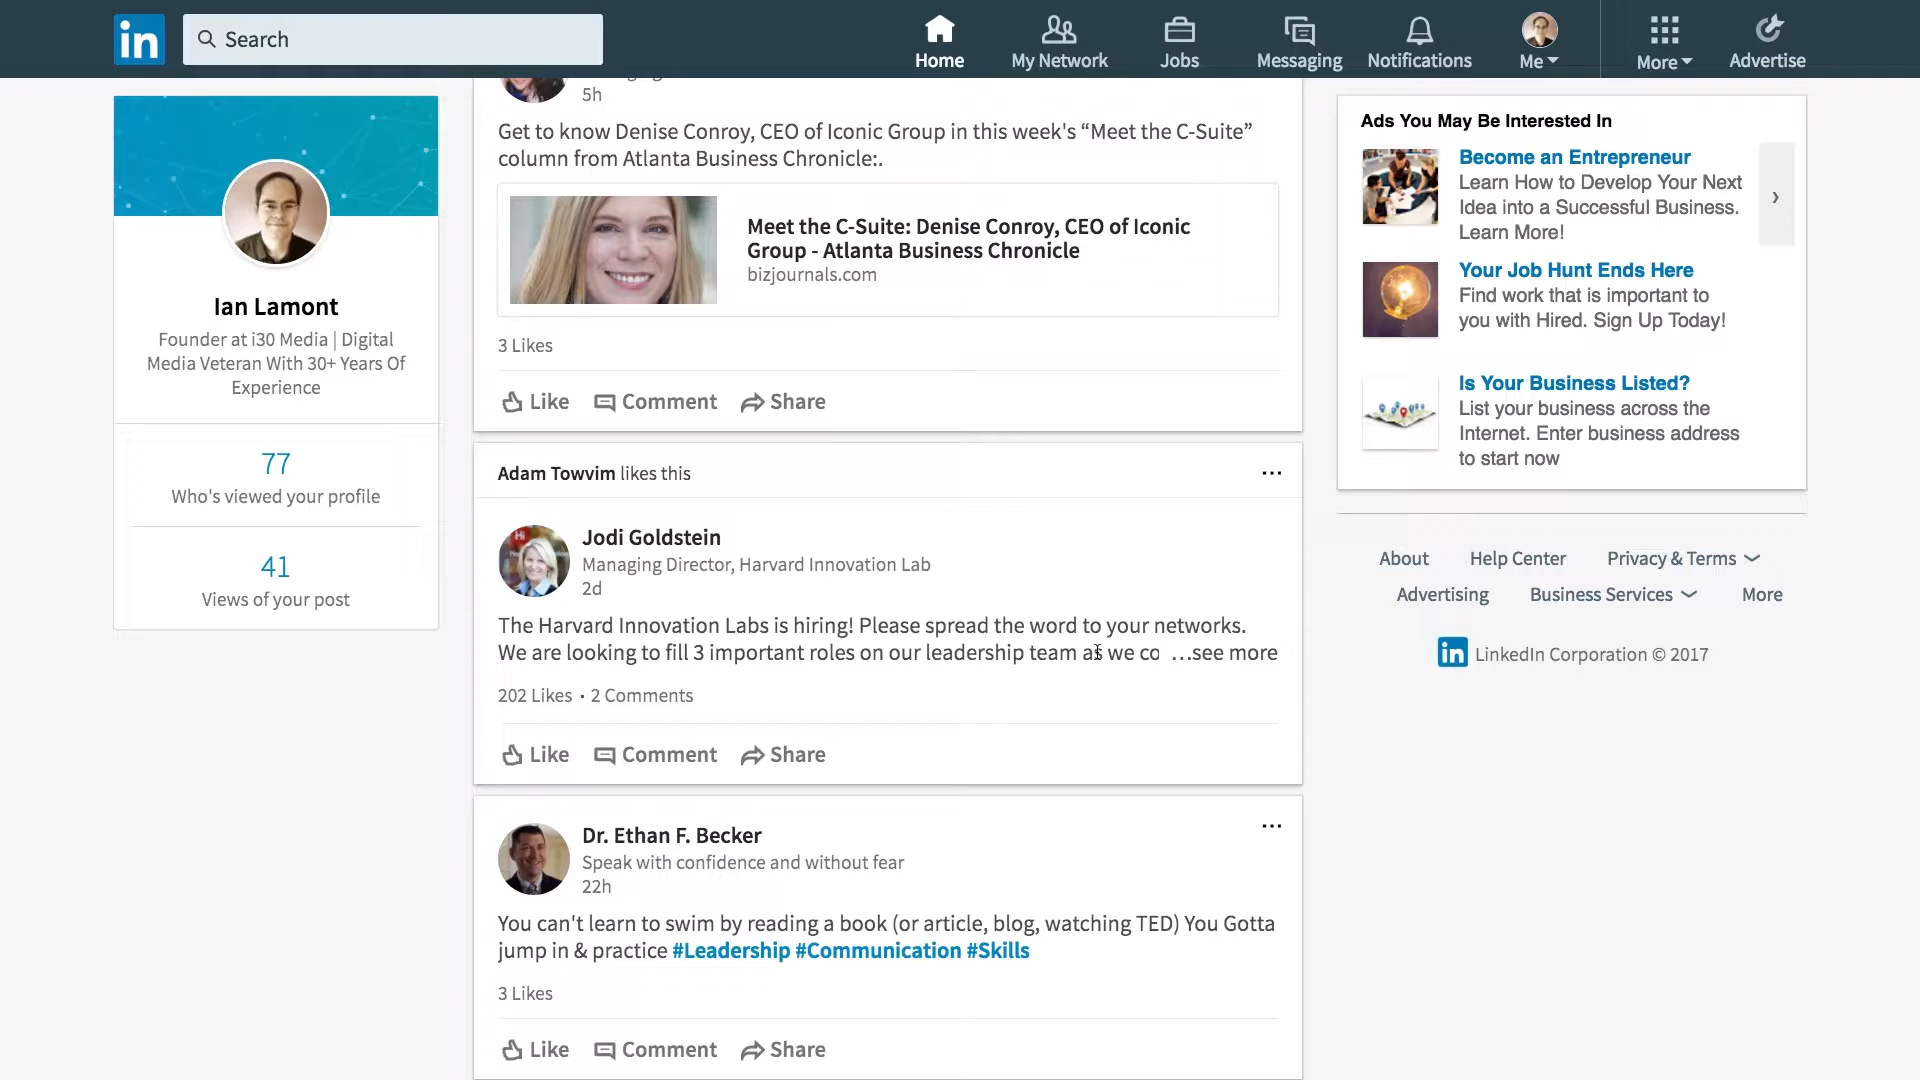 in
Search
Home
My Network
Jobs
Messaging
Notifications
Me
More
Advertise
Ian Lamont
Founder at i30 Media | Digital
Media Veteran With 30+ Years Of
Experience
77
Who's viewed your profile
41
Views of your post
5h
Get to know Denise Conroy, CEO of Iconic Group in this week's “Meet the C-Suite”
column from Atlanta Business Chronicle:.
Meet the C-Suite: Denise Conroy, CEO of Iconic
Group - Atlanta Business Chronicle
bizjournals.com
3 Likes
Like Comment Share
Adam Towvim likes this
Hi
Jodi Goldstein
Managing Director, Harvard Innovation Lab
2d
The Harvard Innovation Labs is hiring! Please spread the word to your networks.
We are looking to fill 3 important roles on our leadership team as we co …see more
202 Likes • 2 Comments
Like Comment Share
Dr. Ethan F. Becker
Speak with confidence and without fear
22h
You can't learn to swim by reading a book (or article, blog, watching TED) You Gotta
jump in & practice #Leadership #Communication #Skills
3 Likes
Like Comment Share
Ads You May Be Interested In
Become an Entrepreneur
Learn How to Develop Your Next
Idea into a Successful Business.
Learn More!
Your Job Hunt Ends Here
Find work that is important to
you with Hired. Sign Up Today!
Is Your Business Listed?
List your business across the
Internet. Enter business address
to start now
About Help Center Privacy & Terms
Advertising Business Services More
in LinkedIn Corporation © 2017